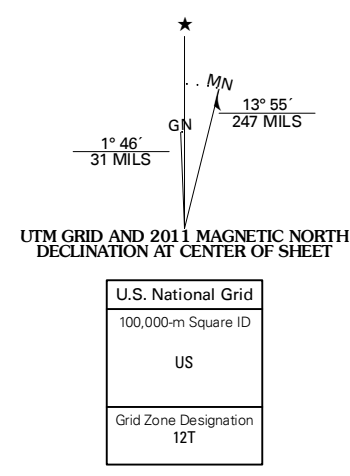 ★
MN
GN
13° 55´
247 MILS
1° 46´
31 MILS
UTM GRID AND 2011 MAGNETIC NORTH
DECLINATION AT CENTER OF SHEET
U.S. National Grid
100,000-m Square ID
US
Grid Zone Designation
12T